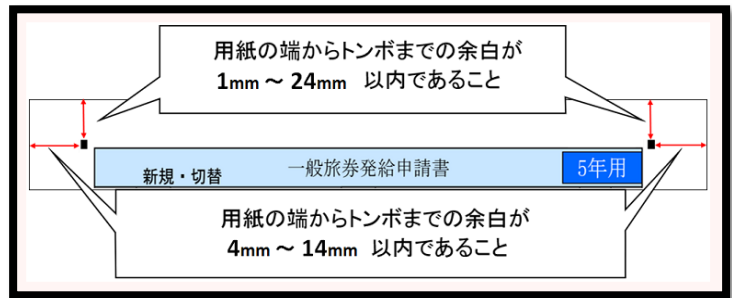 用紙の端からトンボまでの余白が
1mm ～ 24mm 以内であること
新規・切替 一般旅券発給申請書 5年用
用紙の端からトンボまでの余白が
4mm ～ 14mm 以内であること